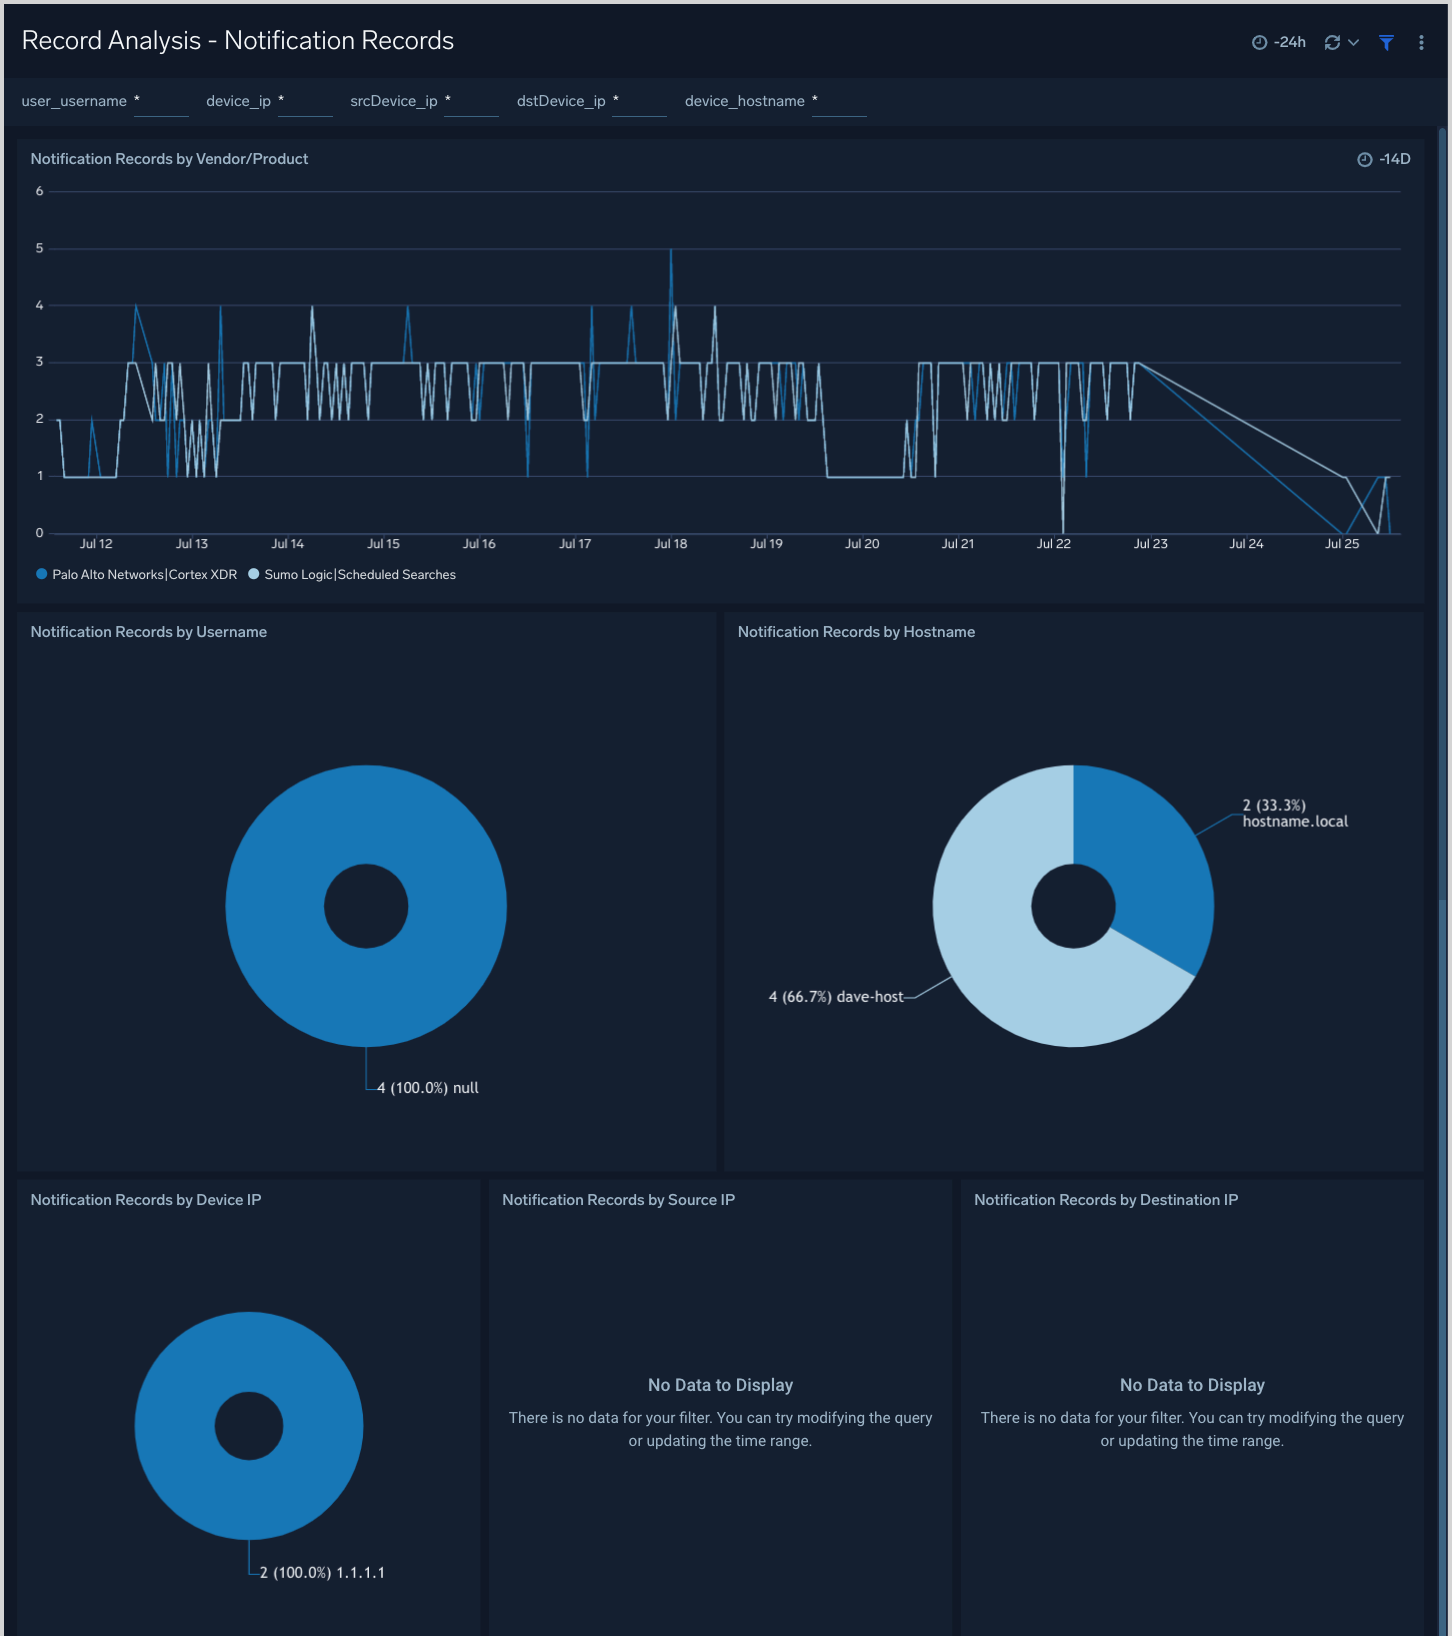 Record Analysis - Notification Records
-24h
user_username * device_ip * srcDevice_ip * dstDevice_ip * device_hostname *
Notification Records by Vendor/Product
-14D
6
5
4
3
2
1
0
Jul 12 Jul 13 Jul 14 Jul 15 Jul 16 Jul 17 Jul 18 Jul 19 Jul 20 Jul 21 Jul 22 Jul 23 Jul 24 Jul 25
Palo Alto Networks|Cortex XDR Sumo Logic|Scheduled Searches
Notification Records by Username
4 (100.0%) null
Notification Records by Hostname
2 (33.3%)
hostname.local
4 (66.7%) dave-host
Notification Records by Device IP
2 (100.0%) 1.1.1.1
Notification Records by Source IP
No Data to Display
There is no data for your filter. You can try modifying the query
or updating the time range.
Notification Records by Destination IP
No Data to Display
There is no data for your filter. You can try modifying the query
or updating the time range.